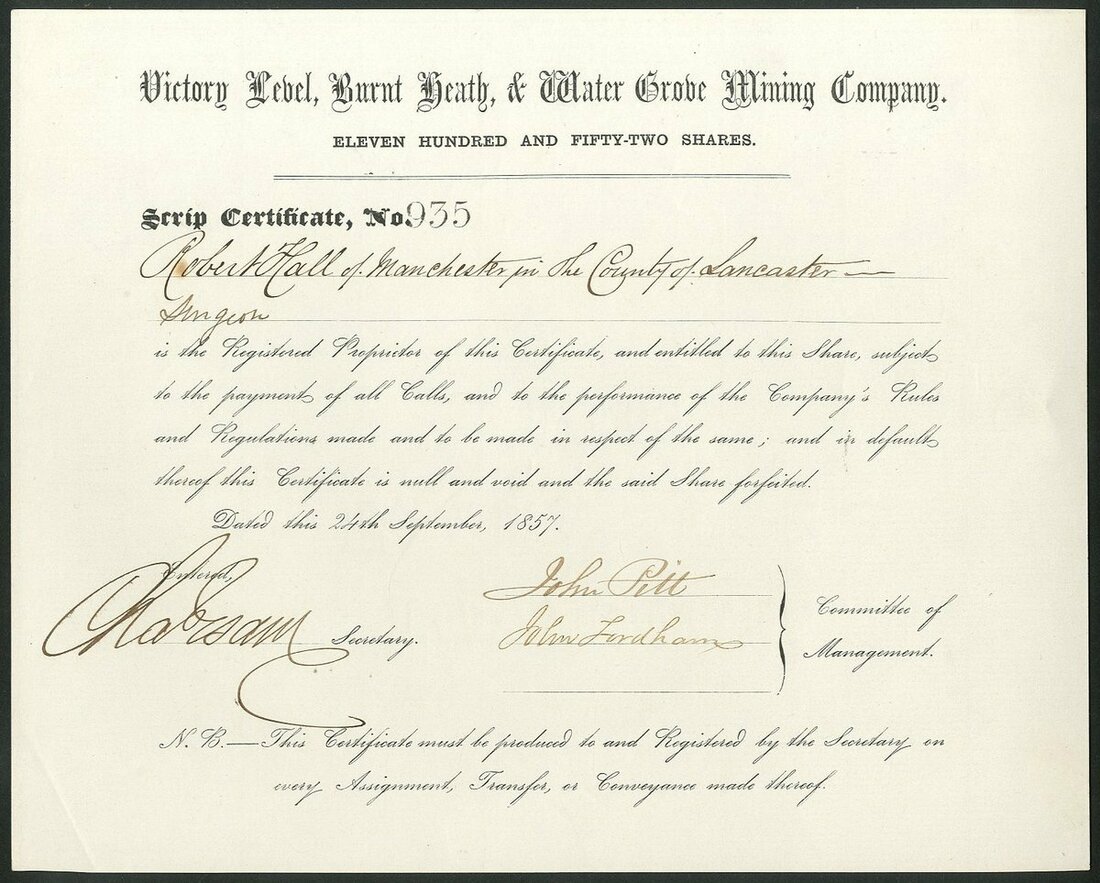 Victory Level, Burnt Heath, & Water Grove Mining Company.
ELEVEN HUNDRED AND FIFTY-TWO SHARES.
Scrip Certificate, No. 935
Robert Hall of Manchester in the County of Lancaster
Surgeon
is the Registered Proprietor of this Certificate, and entitled to this Share, subject
to the payment of all Calls, and to the performance of the Company's Rules
and Regulations made and to be made in respect of the same; and in default
thereof this Certificate is null and void and the said Share forfeited.
Dated this 24th September, 1857.
Entered,
Secretary.
John Pitt
John Fordham
Committee of
Management.
N.B.—This Certificate must be produced to and Registered by the Secretary on
every Assignment, Transfer, or Conveyance made thereof.